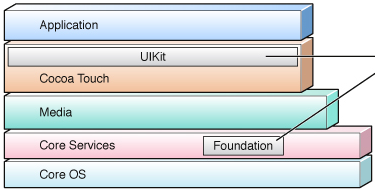 Application
UIKit
Cocoa Touch
Media
Core Services
Foundation
Core OS